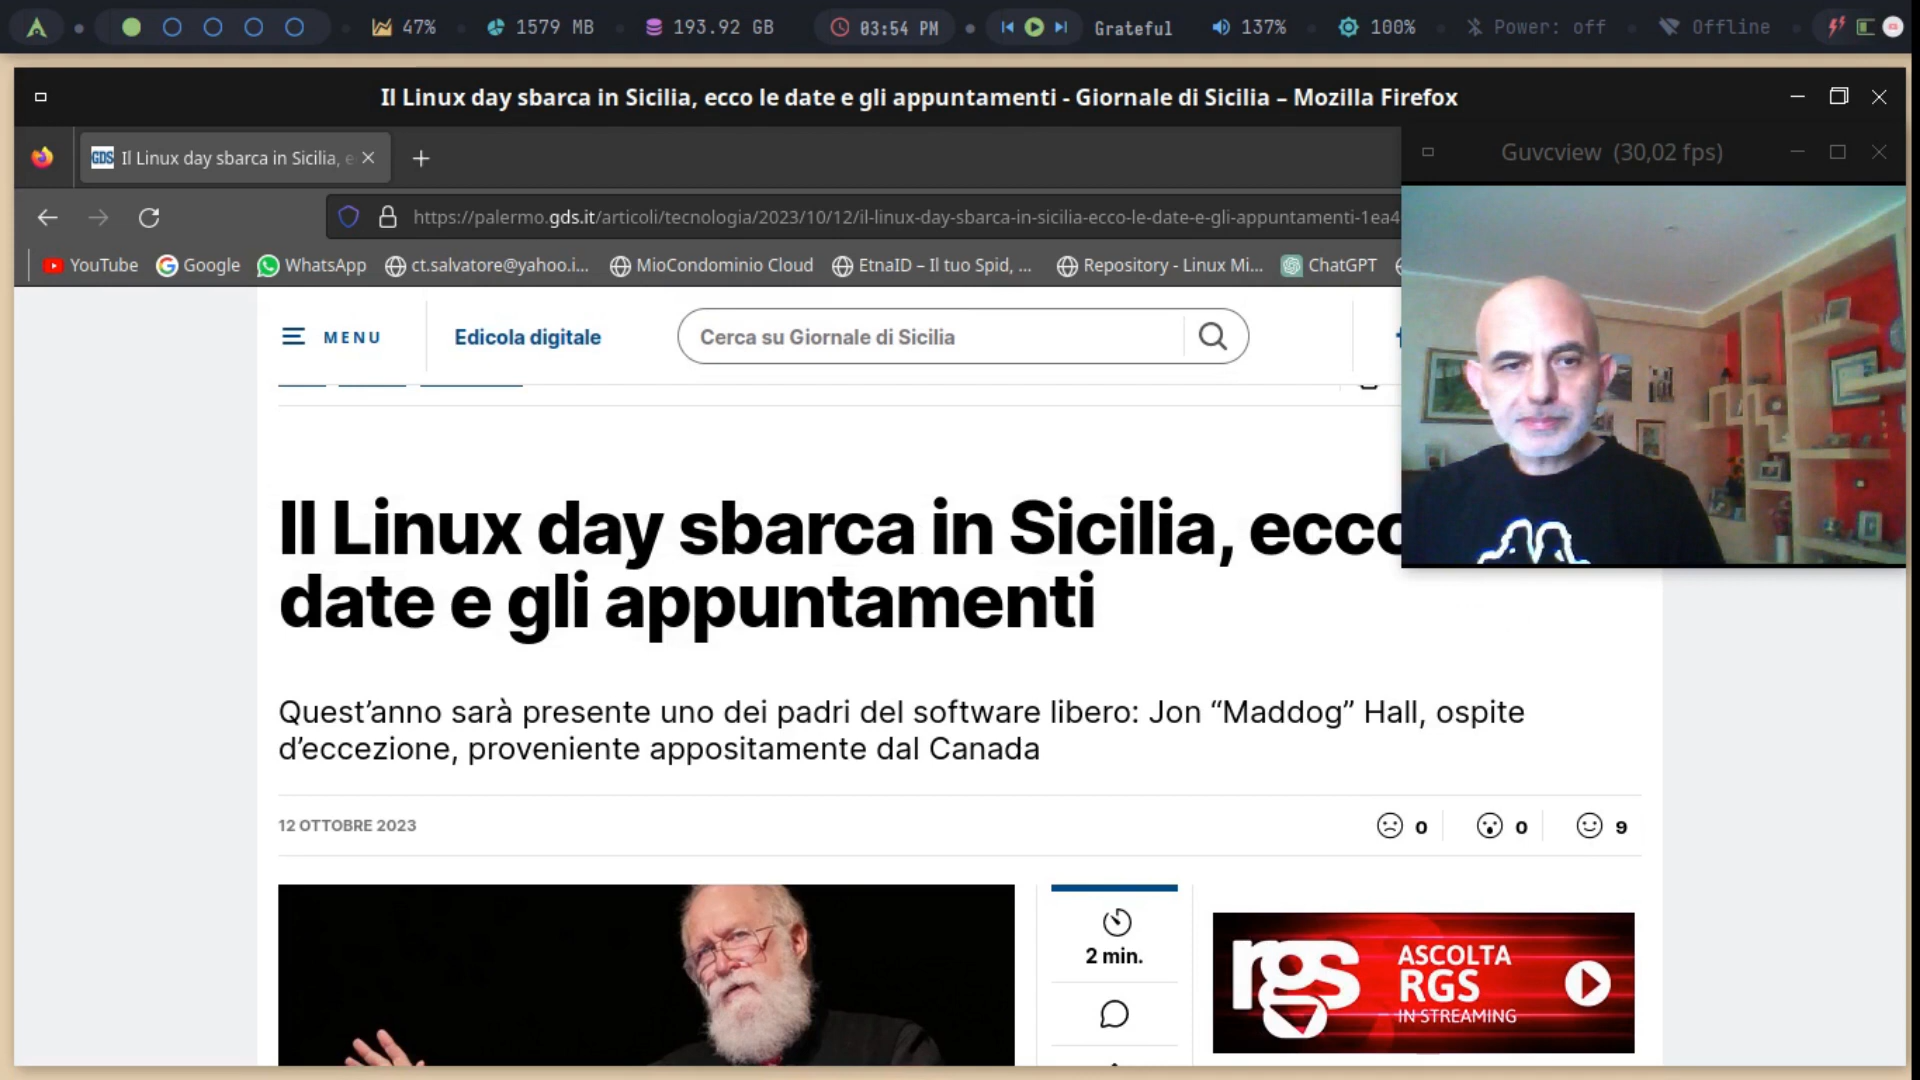 47%
1579 MB
193.92 GB
03:54 PM
Grateful
137%
100%
Power: off
Offline
Il Linux day sbarca in Sicilia, ecco le date e gli appuntamenti - Giornale di Sicilia – Mozilla Firefox
GDS Il Linux day sbarca in Sicilia, e
Guvcview (30,02 fps)
https://palermo.gds.it/articoli/tecnologia/2023/10/12/il-linux-day-sbarca-in-sicilia-ecco-le-date-e-gli-appuntamenti-1ea4
YouTube
Google
WhatsApp
ct.salvatore@yahoo.i...
MioCondominio Cloud
EtnaID – Il tuo Spid, ...
Repository - Linux Mi...
ChatGPT
MENU
Edicola digitale
Cerca su Giornale di Sicilia
Il Linux day sbarca in Sicilia, ecco
date e gli appuntamenti
Quest’anno sarà presente uno dei padri del software libero: Jon “Maddog” Hall, ospite
d’eccezione, proveniente appositamente dal Canada
12 OTTOBRE 2023
0
0
9
2 min.
rgs
ASCOLTA
RGS
IN STREAMING